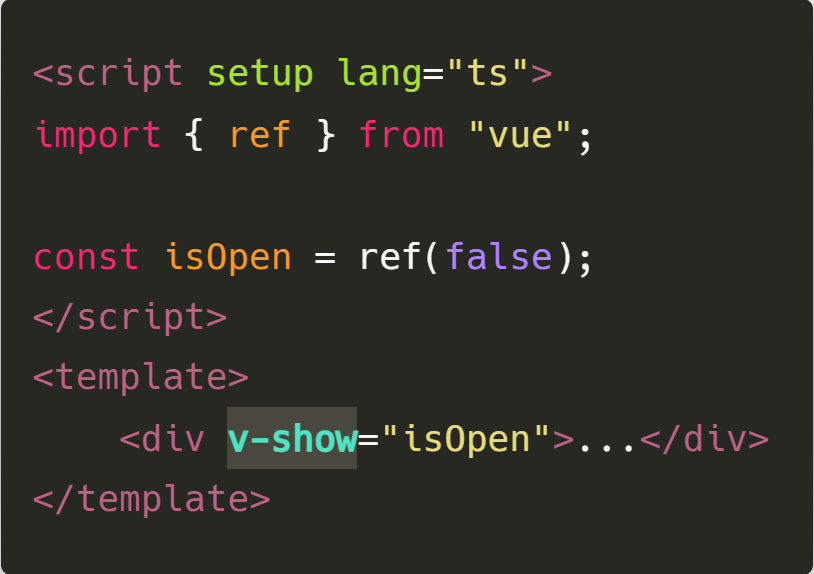 <script setup lang="ts">
import { ref } from "vue";
const isOpen = ref(false);
</script>
<template>
    <div v-show="isOpen">...</div>
</template>